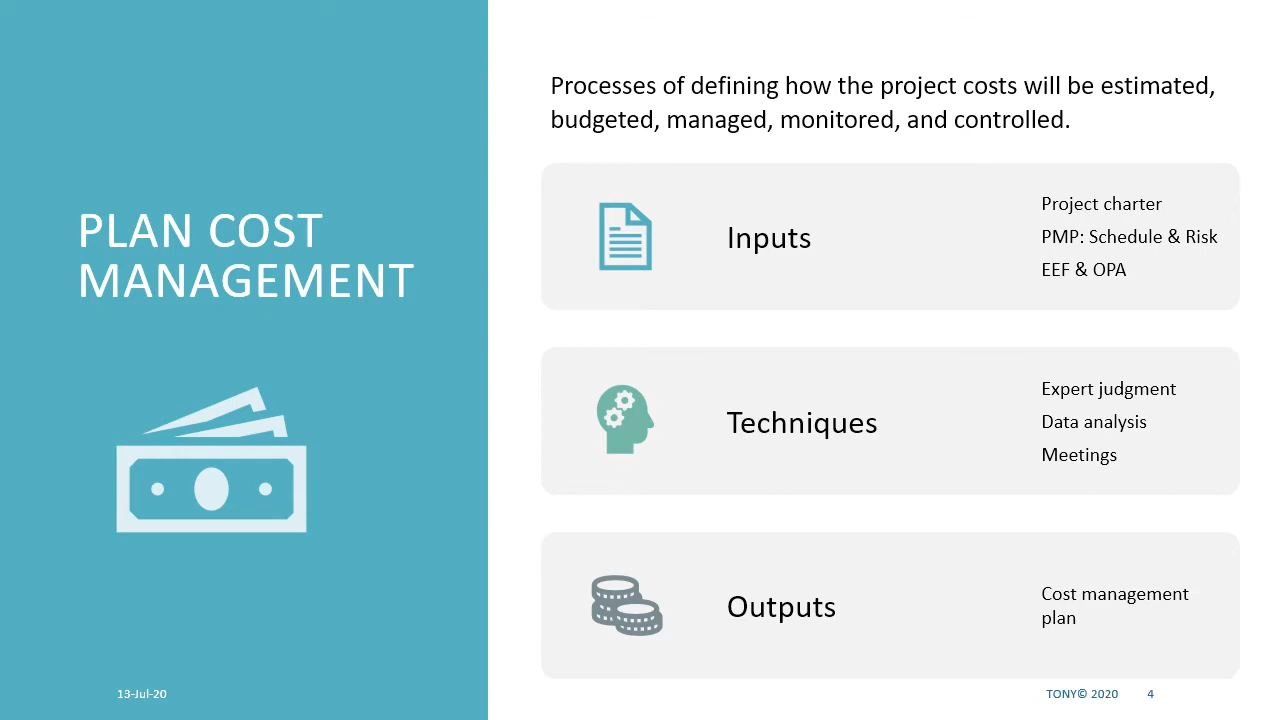 PLAN COST
MANAGEMENT
Processes of defining how the project costs will be estimated,
budgeted, managed, monitored, and controlled.
Inputs
Project charter
PMP: Schedule & Risk
EEF & OPA
Techniques
Expert judgment
Data analysis
Meetings
Outputs
Cost management
plan
13-Jul-20
TONY© 2020
4